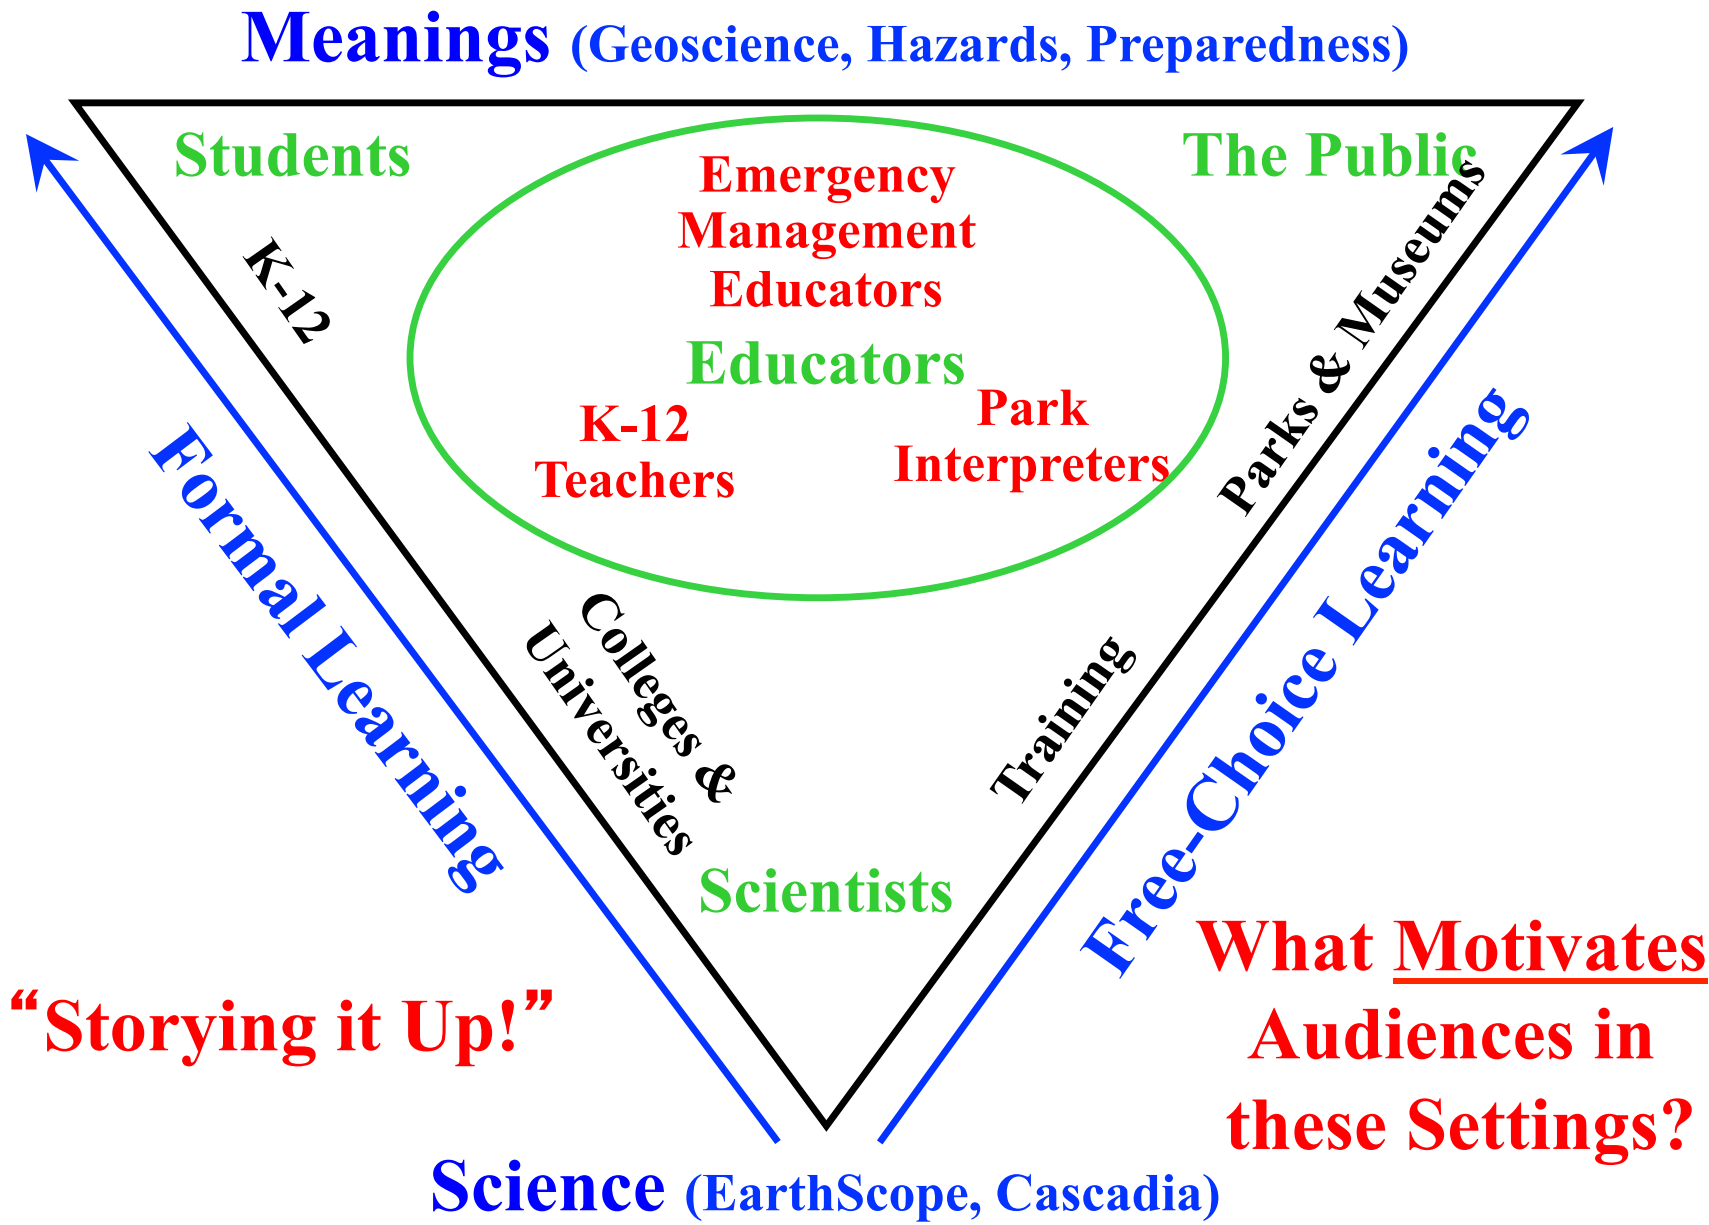 Meanings (Geoscience, Hazards, Preparedness)
Students
The Public
Emergency
Management
Educators
Educators
K-12
Teachers
Park
Interpreters
K-12
Parks & Museums
Formal Learning
Free-Choice Learning
Colleges &
Universities
Training
Scientists
“Storying it Up!”
What Motivates
Audiences in
these Settings?
Science (EarthScope, Cascadia)